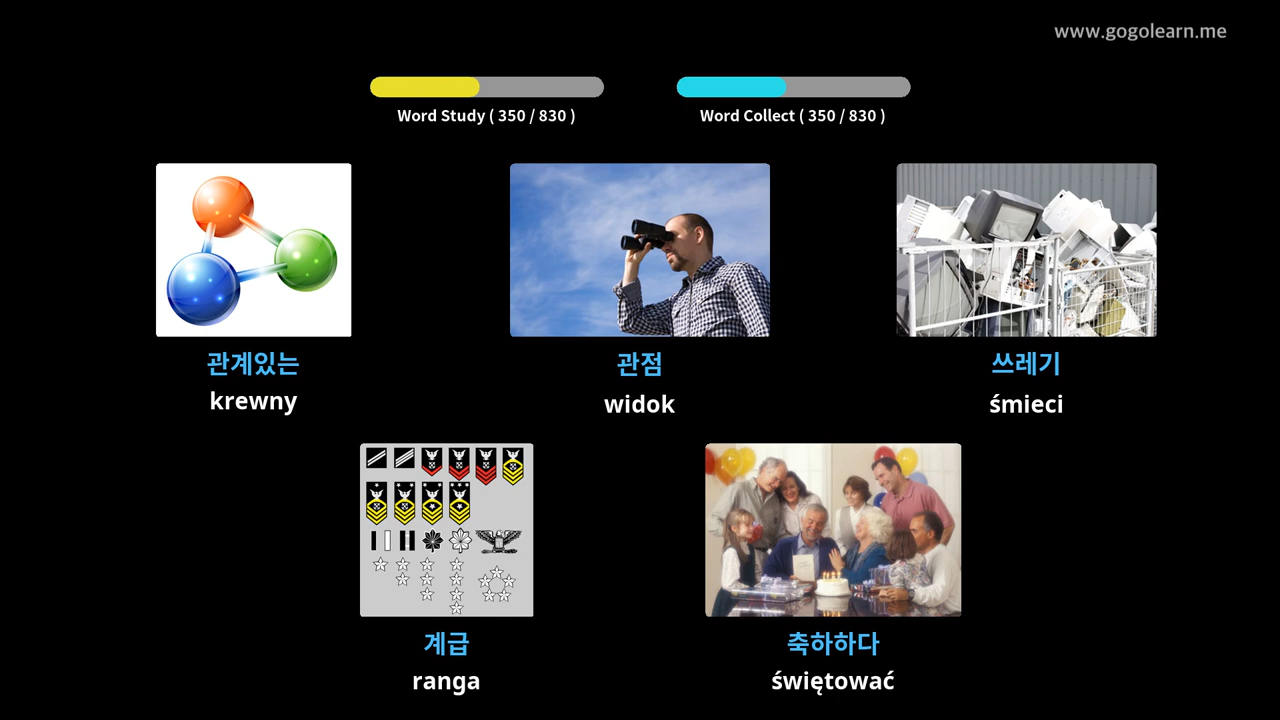 www.gogolearn.me
Word Study ( 350 / 830 )
Word Collect ( 350 / 830 )
관계있는
krewny
관점
widok
쓰레기
śmieci
계급
ranga
축하하다
świętować